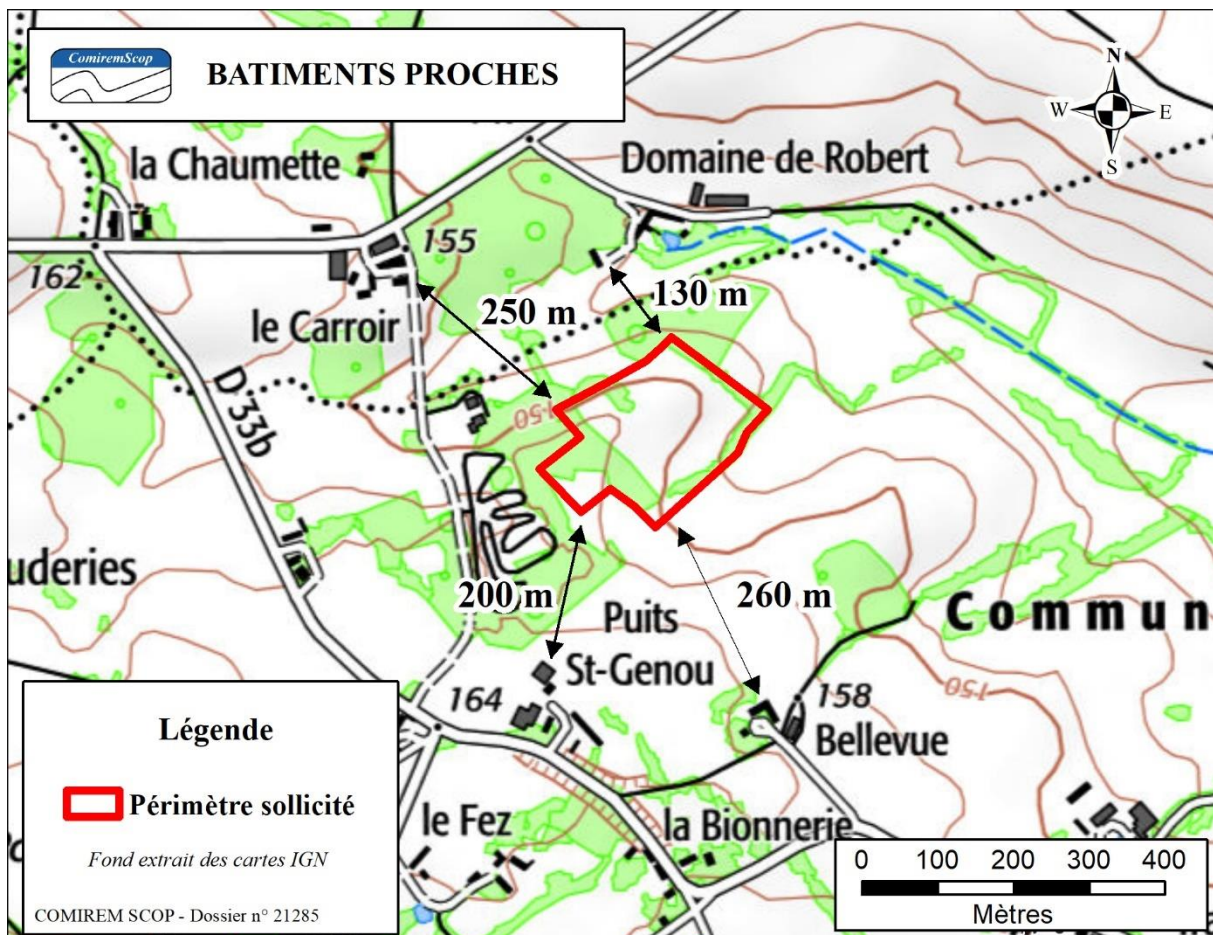 ComiremScop
BATIMENTS PROCHES
N
W E
S
la Chaumette
Domaine de Robert
155
162
250 m
130 m
le Carroir
D 33b
150
uderies
200 m
260 m
Puits
St-Genou
Commun
150
164
158
Bellevue
le Fez
la Bionnerie
Légende
Périmètre sollicité
Fond extrait des cartes IGN
COMIREM SCOP - Dossier n° 21285
0 100 200 300 400
Mètres